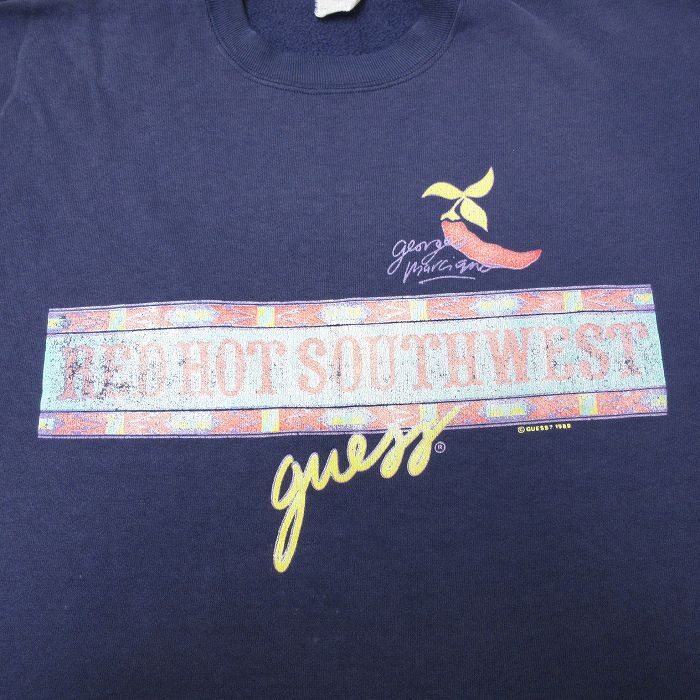 georges
marciano
RED HOT SOUTHWEST
guess ®
© GUESS? 1989